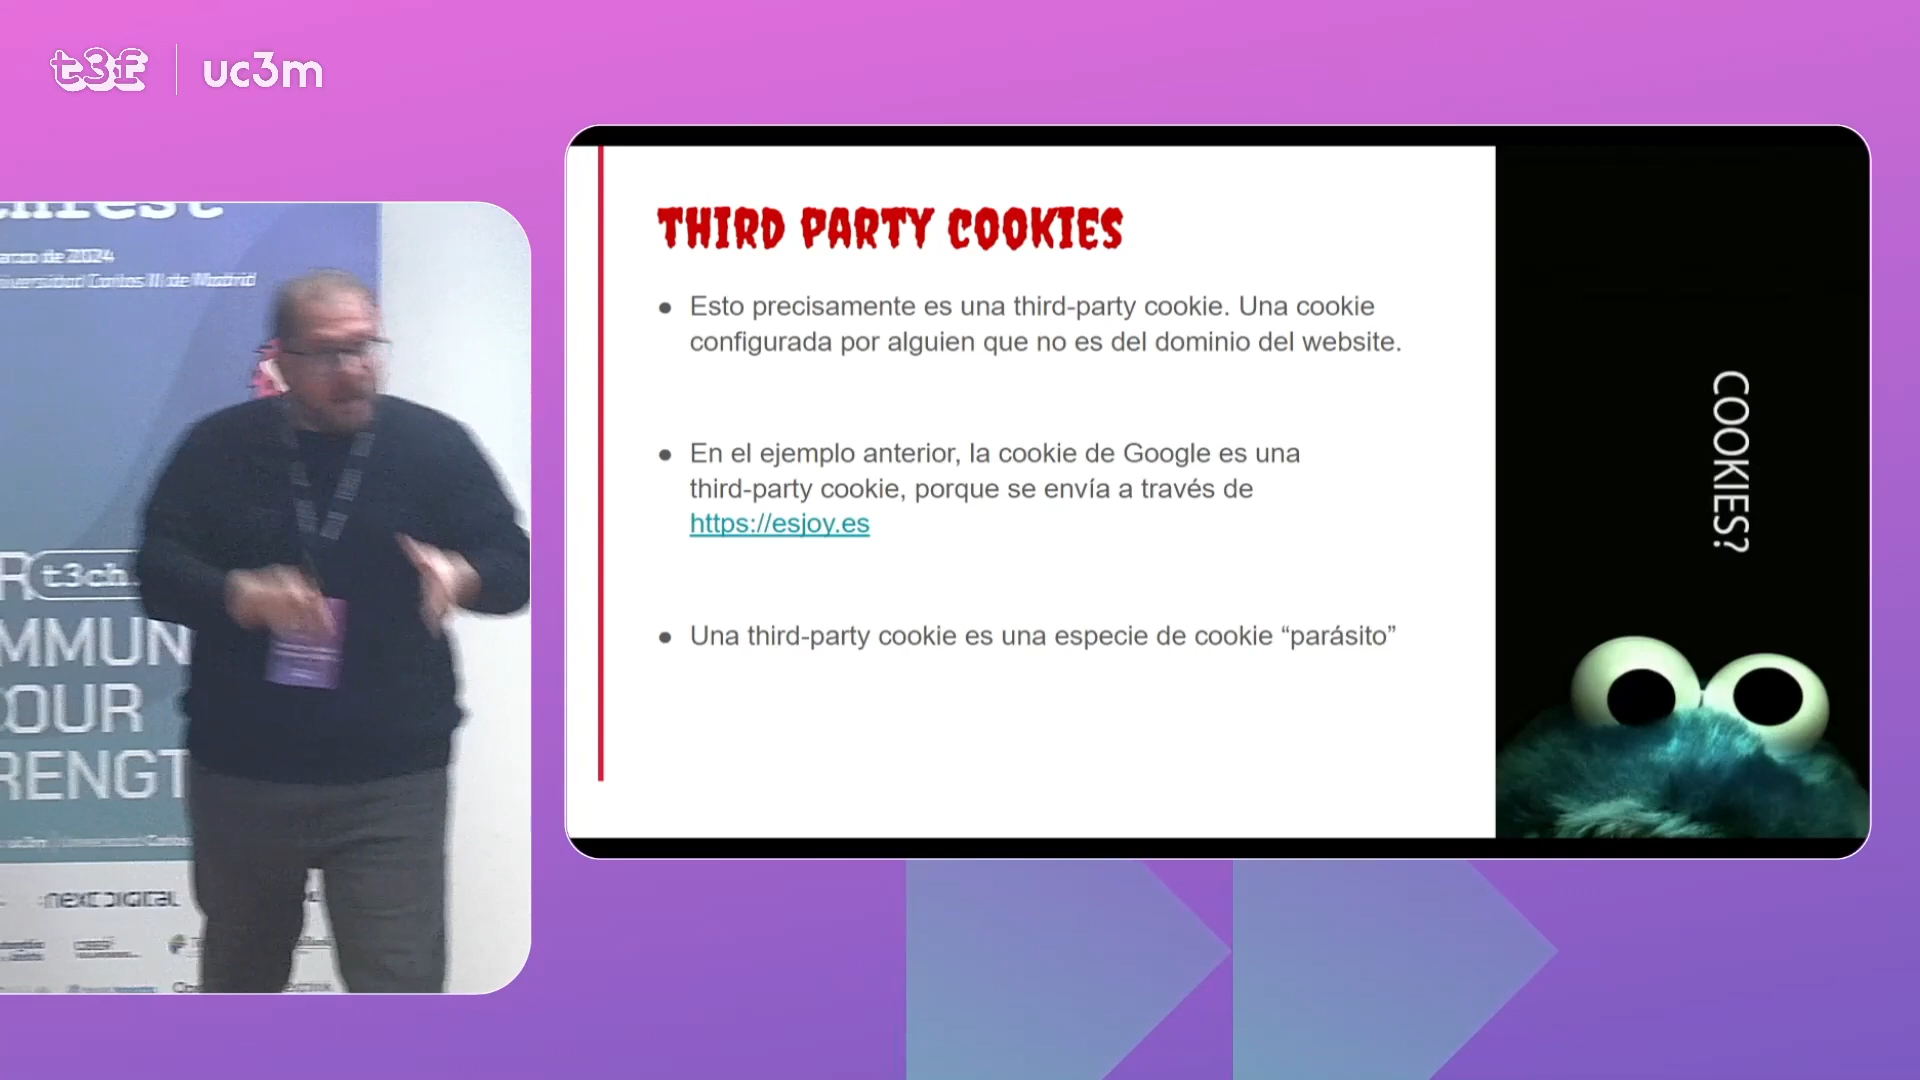 t3f
uc3m
arzo de 2024
niversidad Carlos III de Madrid
t3ch
MMUN
OUR
RENGT
next digital
THIRD PARTY COOKIES
● Esto precisamente es una third-party cookie. Una cookie
configurada por alguien que no es del dominio del website.
● En el ejemplo anterior, la cookie de Google es una
third-party cookie, porque se envía a través de
https://esjoy.es
● Una third-party cookie es una especie de cookie “parásito”
COOKIES?